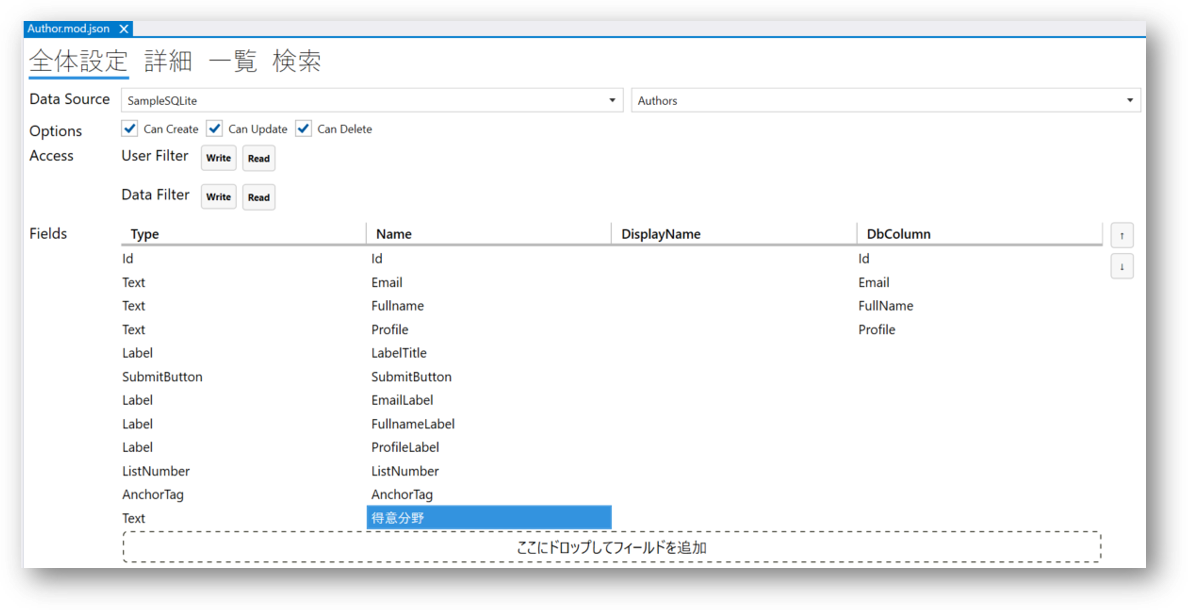 Author.mod.json X
全体設定 詳細 一覧 検索
Data Source SampleSQLite Authors
Options Can Create Can Update Can Delete
Access User Filter Write Read
Data Filter Write Read
Fields Type Name DisplayName DbColumn ↑
Id Id Id ↓
Text Email Email
Text Fullname FullName
Text Profile Profile
Label LabelTitle
SubmitButton SubmitButton
Label EmailLabel
Label FullnameLabel
Label ProfileLabel
ListNumber ListNumber
AnchorTag AnchorTag
Text 得意分野
ここにドロップしてフィールドを追加